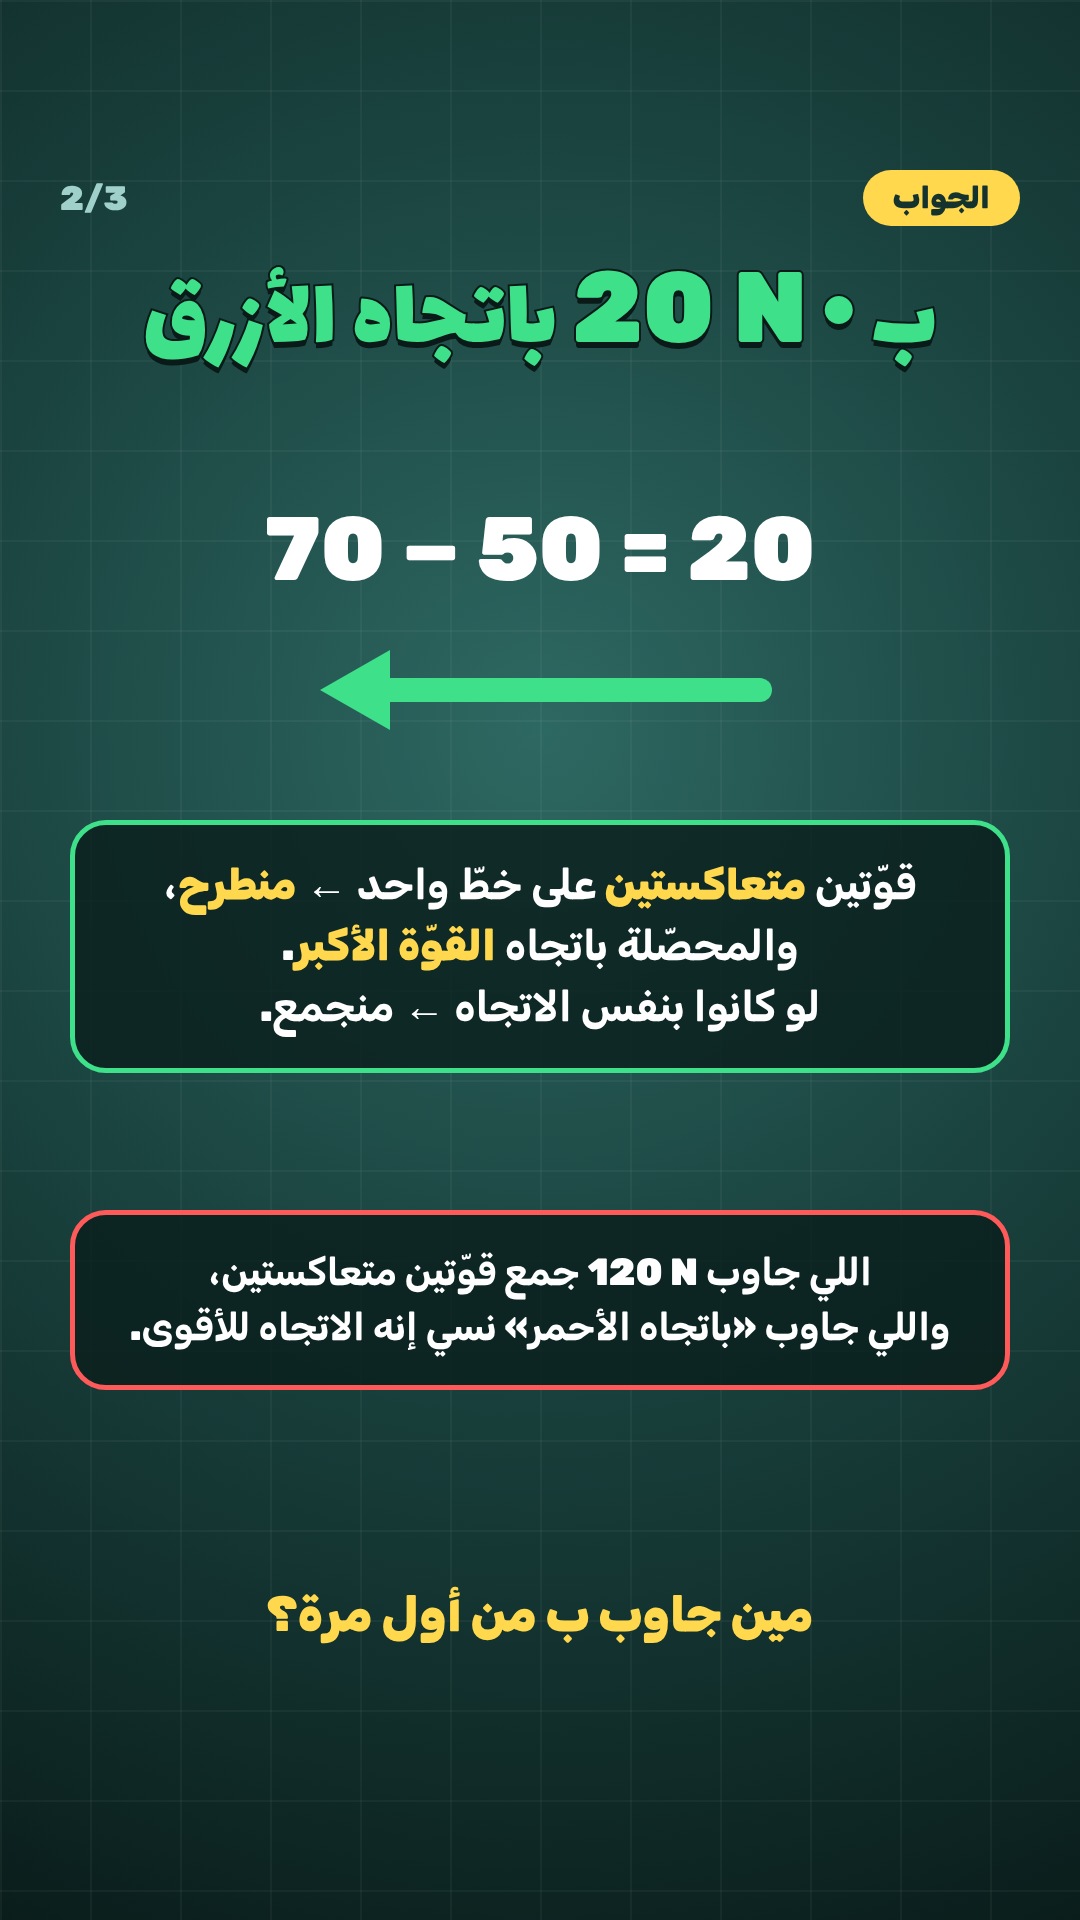 الجواب
2/3
ب • 20 N باتجاه الأزرق
70 – 50 = 20
قوّتين متعاكستين على خطّ واحد ← منطرح،
والمحصّلة باتجاه القوّة الأكبر.
لو كانوا بنفس الاتجاه ← منجمع.
اللي جاوب 120 N جمع قوّتين متعاكستين،
واللي جاوب «باتجاه الأحمر» نسي إنه الاتجاه للأقوى.
مين جاوب ب من أول مرة؟